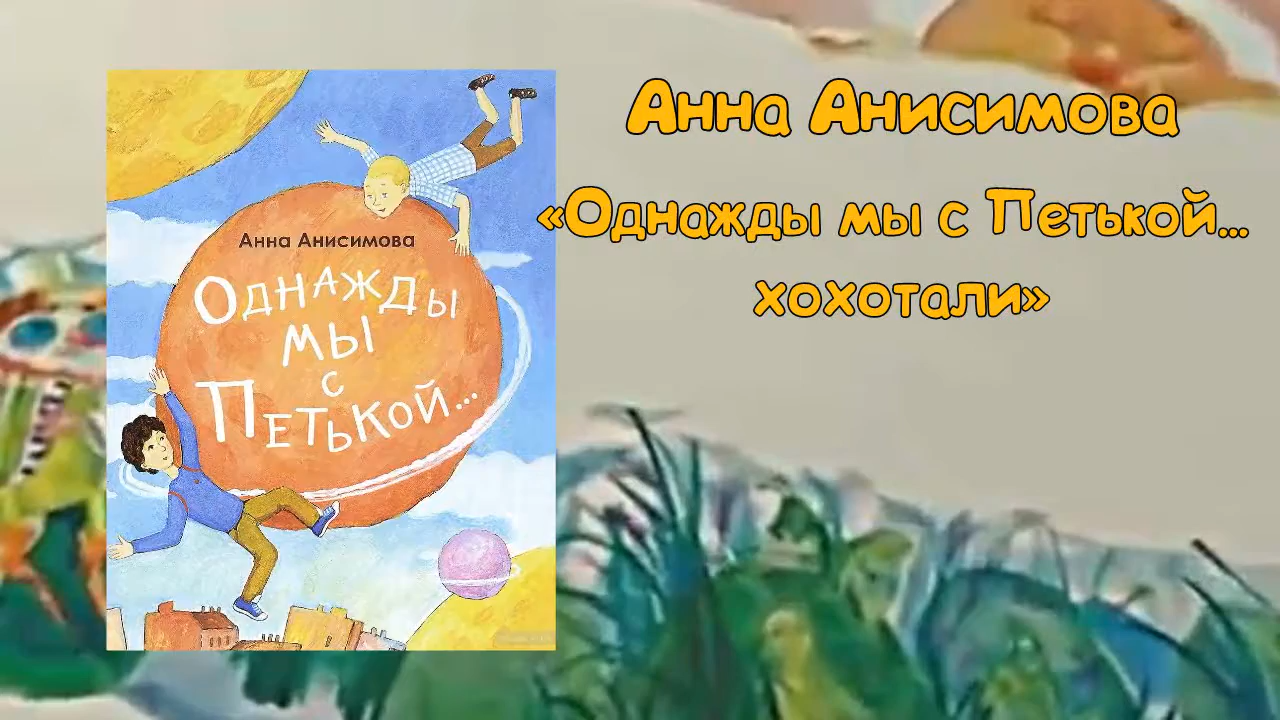 Анна Анисимова
Однажды
мы
с
Петькой...
Анна Анисимова
«Однажды мы с Петькой...
хохотали»